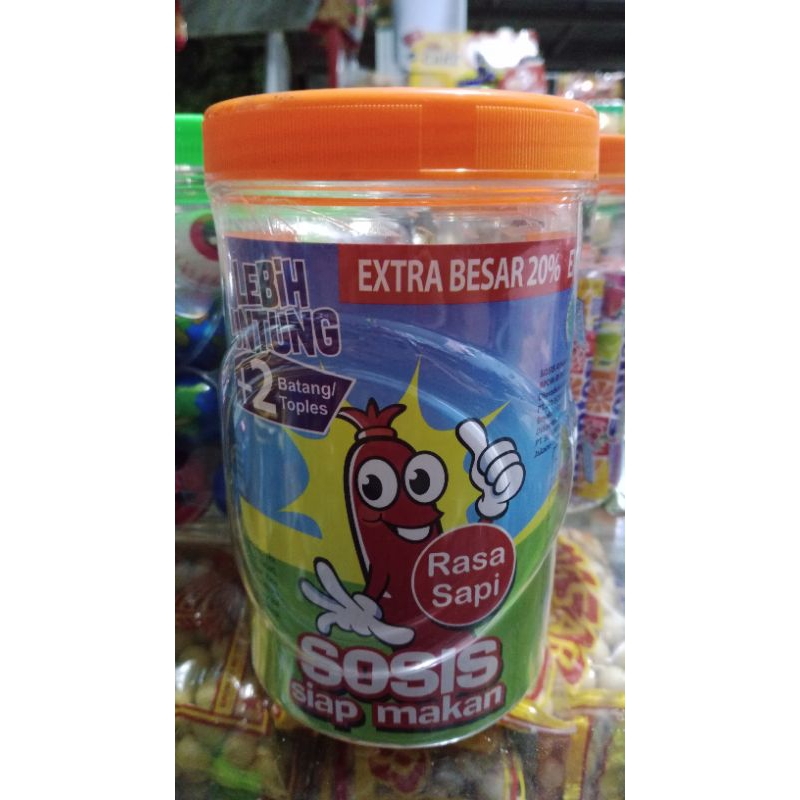 EXTRA BESAR 20%
LEBiH
UNTUNG
+2
Batang/
Toples
Rasa
Sapi
SOSIS
siap makan